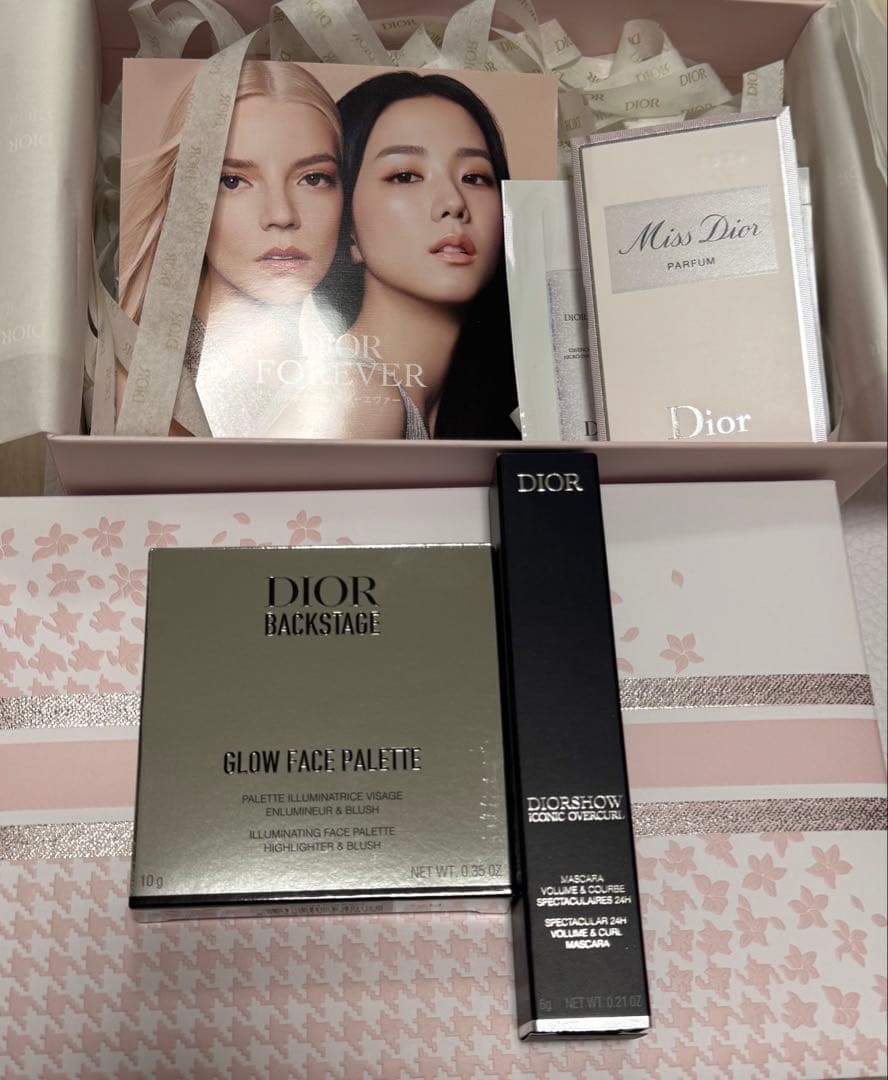 DIOR
FOREVER
Miss Dior
PARFUM
Dior
DIOR
DIOR
BACKSTAGE
GLOW FACE PALETTE
PALETTE ILLUMINATRICE VISAGE
ENLUMINEUR & BLUSH
ILLUMINATING FACE PALETTE
HIGHLIGHTER & BLUSH
10 g
NET WT. 0.35 OZ
DIOR
DIORSHOW
ICONIC OVERCURL
MASCARA
VOLUME & COURBE
SPECTACULAIRES 24H
SPECTACULAR 24H
VOLUME & CURL
MASCARA
6g NET WT. 0.21 OZ